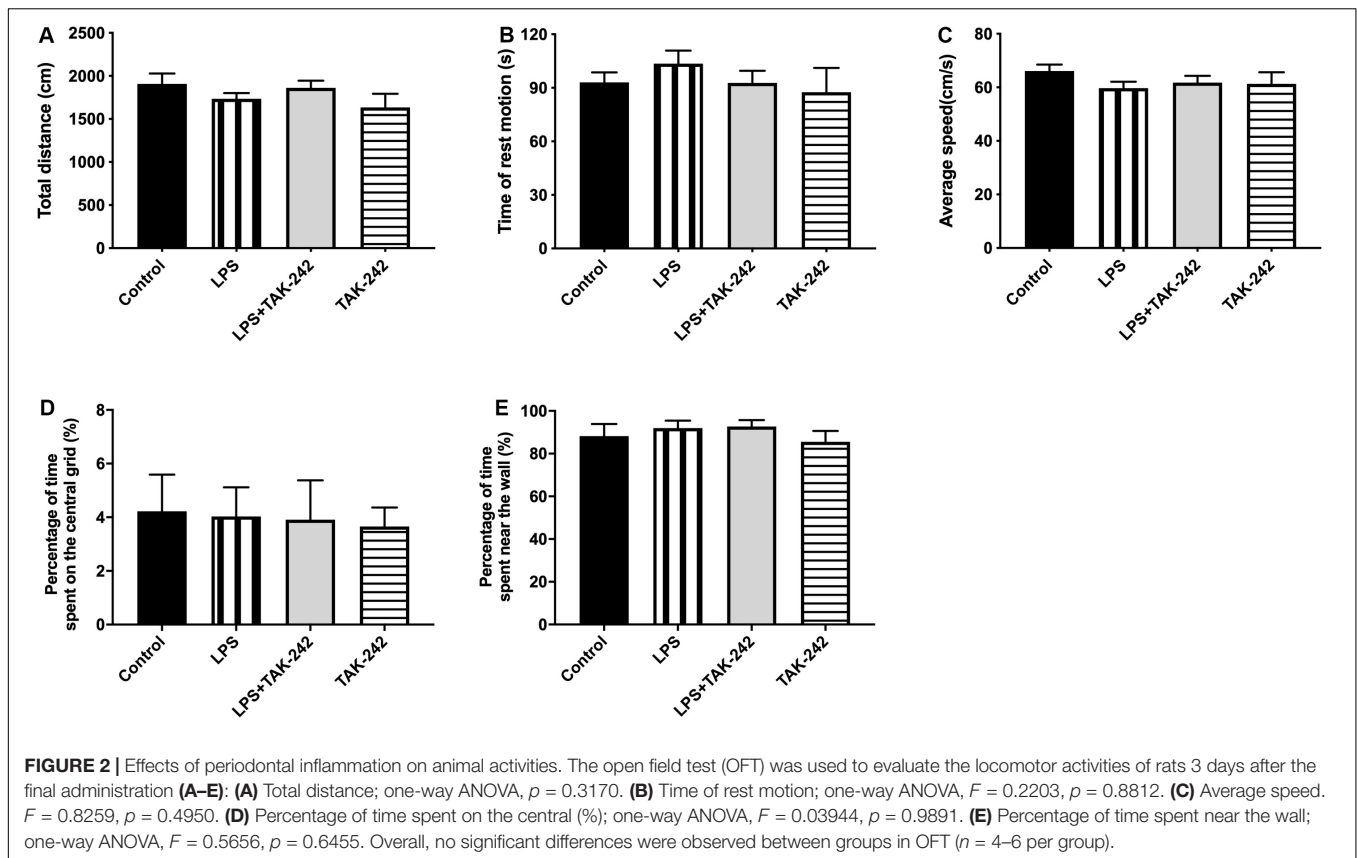 A
Total distance (cm)
2500
2000
1500
1000
500
0
Control
LPS
LPS+TAK-242
TAK-242
B
Time of rest motion (s)
120
90
60
30
0
Control
LPS
LPS+TAK-242
TAK-242
C
Average speed(cm/s)
80
60
40
20
0
Control
LPS
LPS+TAK-242
TAK-242
D
Percentage of time
spent on the central grid (%)
8
6
4
2
0
Control
LPS
LPS+TAK-242
TAK-242
E
Percentage of time
spent near the wall (%)
100
80
60
40
20
0
Control
LPS
LPS+TAK-242
TAK-242
FIGURE 2 | Effects of periodontal inflammation on animal activities. The open field test (OFT) was used to evaluate the locomotor activities of rats 3 days after the
final administration (A–E): (A) Total distance; one-way ANOVA, p = 0.3170. (B) Time of rest motion; one-way ANOVA, F = 0.2203, p = 0.8812. (C) Average speed.
F = 0.8259, p = 0.4950. (D) Percentage of time spent on the central (%); one-way ANOVA, F = 0.03944, p = 0.9891. (E) Percentage of time spent near the wall;
one-way ANOVA, F = 0.5656, p = 0.6455. Overall, no significant differences were observed between groups in OFT (n = 4–6 per group).